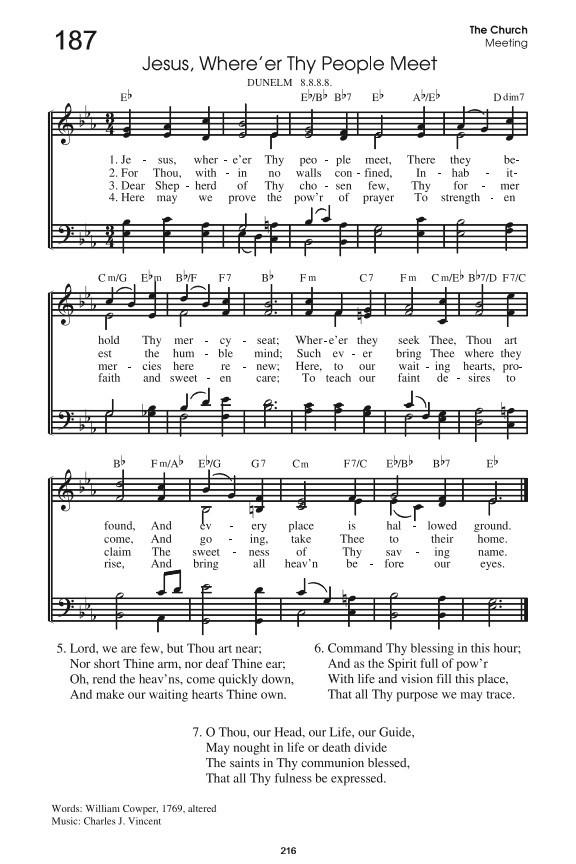 187
The Church
Meeting
Jesus, Where'er Thy People Meet
DUNELM 8.8.8.8.
E♭ E♭/B♭ B♭7 E♭ A♭/E♭ D dim7
1. Je - sus, wher - e'er Thy peo - ple meet, There they be-
2. For Thou, with - in no walls con - fined, In - hab - it-
3. Dear Shep - herd of Thy cho - sen few, Thy for - mer
4. Here may we prove the pow'r of prayer To strength - en
Cm/G E♭m B♭/F F7 B♭ Fm C7 Fm Cm/E♭ B♭7/D F7/C
hold Thy mer - cy - seat; Wher - e'er they seek Thee, Thou art
est the hum - ble mind; Such ev - er bring Thee where they
mer - cies here re - new; Here, to our wait - ing hearts, pro-
faith and sweet - en care; To teach our faint de - sires to
B♭ Fm/A♭ E♭/G G7 Cm F7/C E♭/B♭ B♭7 E♭
found, And ev - ery place is hal - lowed ground.
come, And go - ing, take Thee to their home.
claim The sweet - ness of Thy sav - ing name.
rise, And bring all heav'n be - fore our eyes.
5. Lord, we are few, but Thou art near;
Nor short Thine arm, nor deaf Thine ear;
Oh, rend the heav'ns, come quickly down,
And make our waiting hearts Thine own.
6. Command Thy blessing in this hour;
And as the Spirit full of pow'r
With life and vision fill this place,
That all Thy purpose we may trace.
7. O Thou, our Head, our Life, our Guide,
May nought in life or death divide
The saints in Thy communion blessed,
That all Thy fulness be expressed.
Words: William Cowper, 1769, altered
Music: Charles J. Vincent
216